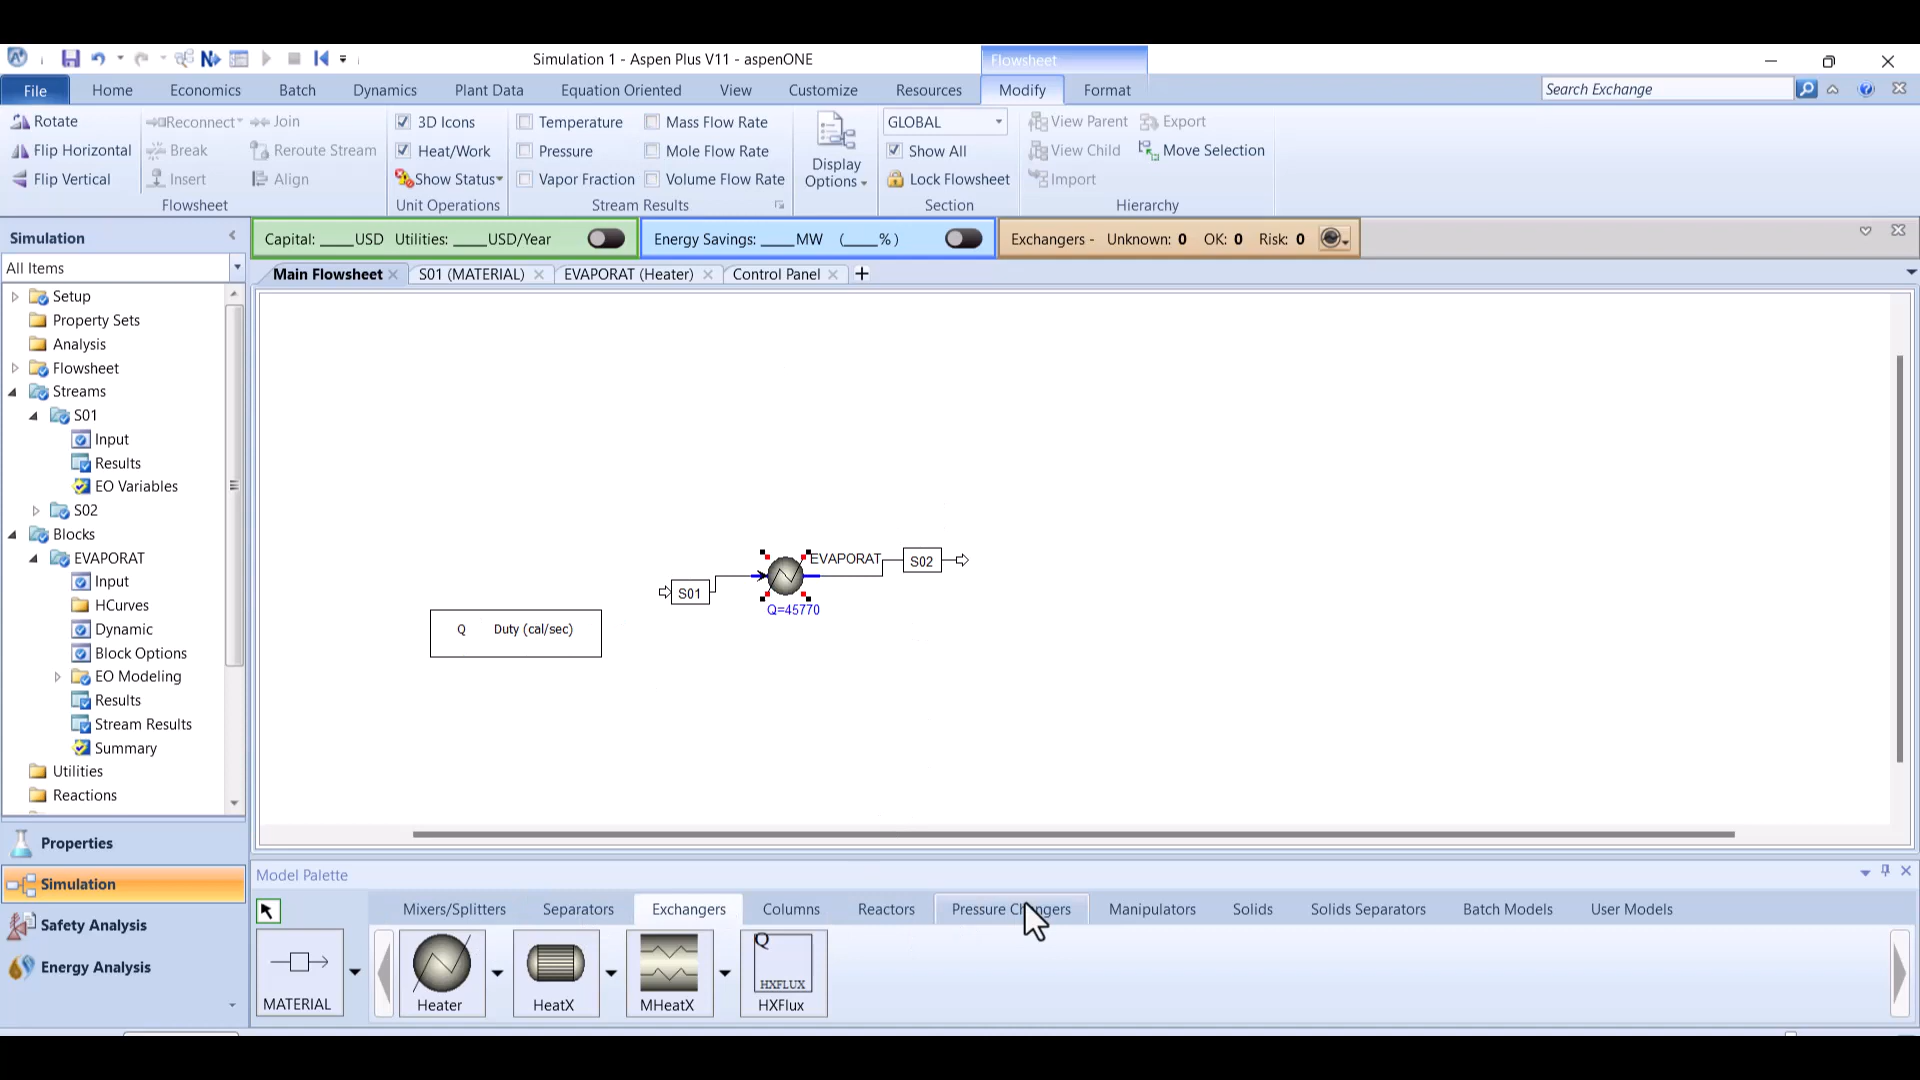 Simulation 1 - Aspen Plus V11 - aspenONE
Flowsheet
File Home Economics Batch Dynamics Plant Data Equation Oriented View Customize Resources Modify Format
Search Exchange
Rotate
Flip Horizontal
Flip Vertical
Reconnect
Break
Insert
Join
Reroute Stream
Align
Flowsheet
3D Icons
Heat/Work
Show Status
Unit Operations
Temperature
Pressure
Vapor Fraction
Mass Flow Rate
Mole Flow Rate
Volume Flow Rate
Stream Results
Display
Options
GLOBAL
Show All
Lock Flowsheet
Section
View Parent
View Child
Import
Export
Move Selection
Hierarchy
Simulation
All Items
Capital: ____USD Utilities: ____USD/Year
Energy Savings: ____MW (____%)
Exchangers - Unknown: 0 OK: 0 Risk: 0
Main Flowsheet S01 (MATERIAL) EVAPORAT (Heater) Control Panel +
Setup
Property Sets
Analysis
Flowsheet
Streams
S01
Input
Results
EO Variables
S02
Blocks
EVAPORAT
Input
HCurves
Dynamic
Block Options
EO Modeling
Results
Stream Results
Summary
Utilities
Reactions
Properties
Simulation
Safety Analysis
Energy Analysis
EVAPORAT
S02
S01
Q=45770
Q Duty (cal/sec)
Model Palette
Mixers/Splitters Separators Exchangers Columns Reactors Pressure Changers Manipulators Solids Solids Separators Batch Models User Models
MATERIAL
Heater
HeatX
MHeatX
Q
HXFLUX
HXFlux